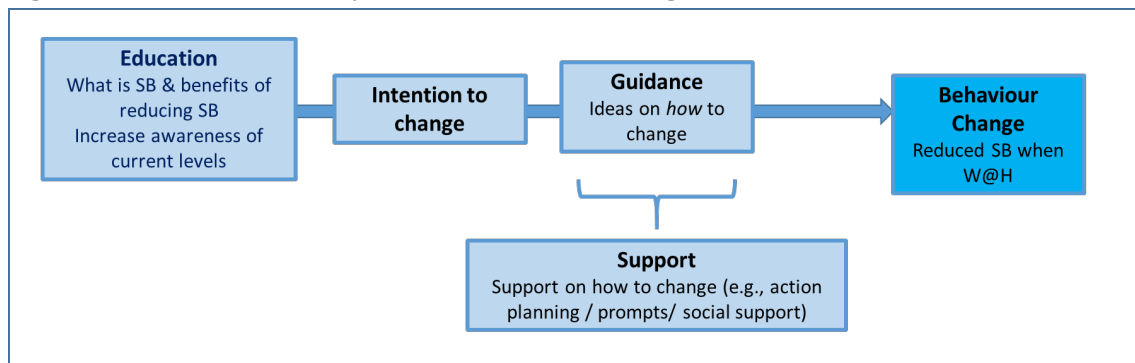 Education
What is SB & benefits of
reducing SB
Increase awareness of
current levels
Intention to
change
Guidance
Ideas on how to
change
Behaviour
Change
Reduced SB when
W@H
Support
Support on how to change (e.g., action
planning / prompts/ social support)